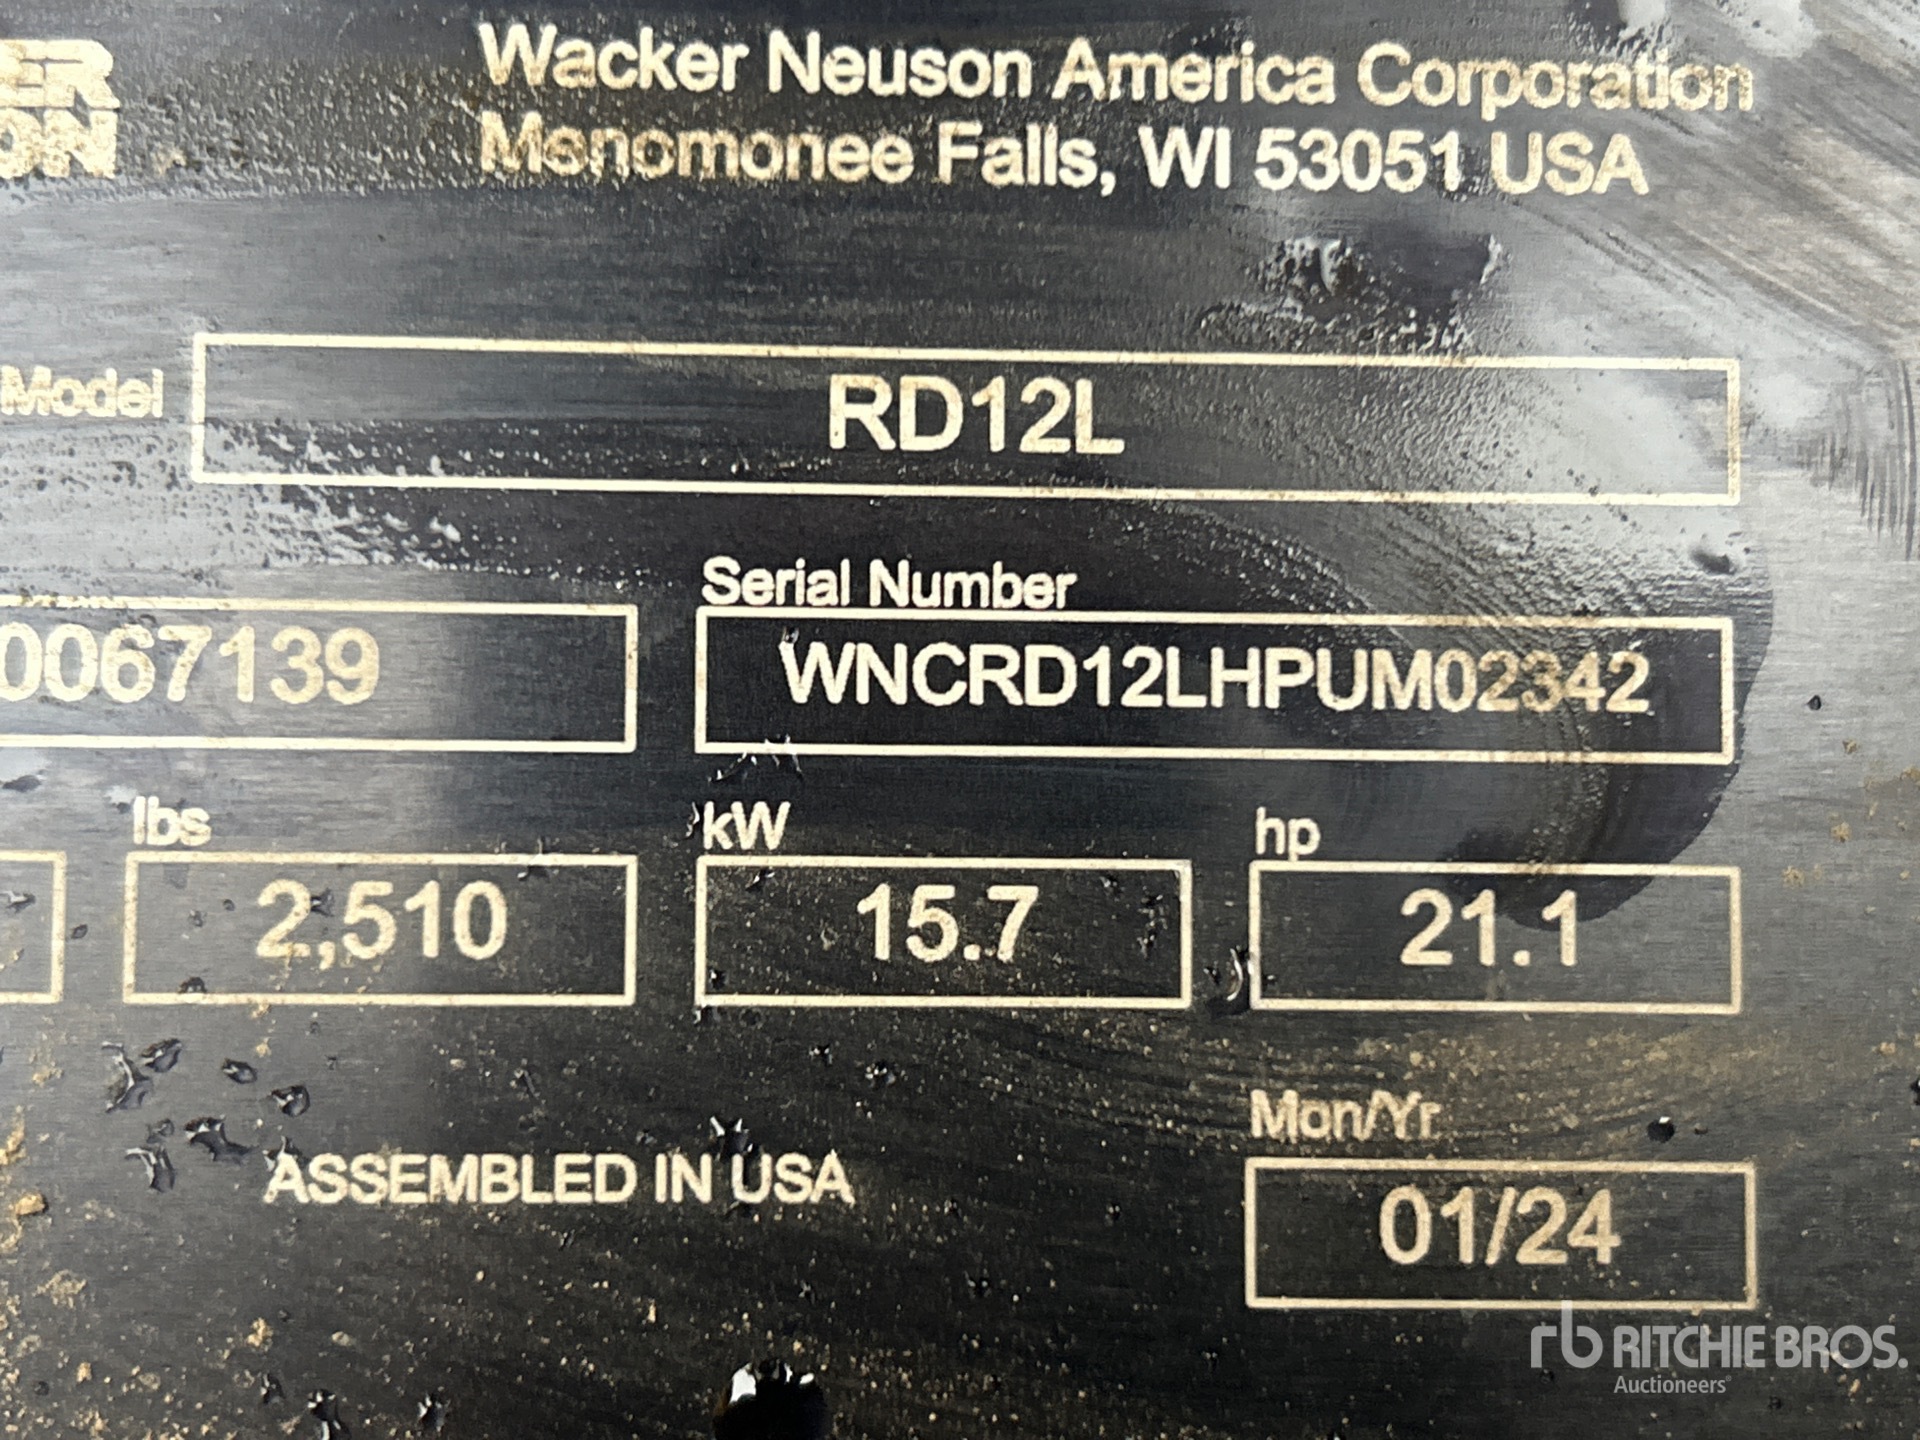 Wacker Neuson America Corporation
Menomonee Falls, WI 53051 USA
Model RD12L
Serial Number
0067139 WNCRD12LHPUM02342
lbs kW hp
2,510 15.7 21.1
Mon/Yr
ASSEMBLED IN USA 01/24
rb RITCHIE BROS.
Auctioneers